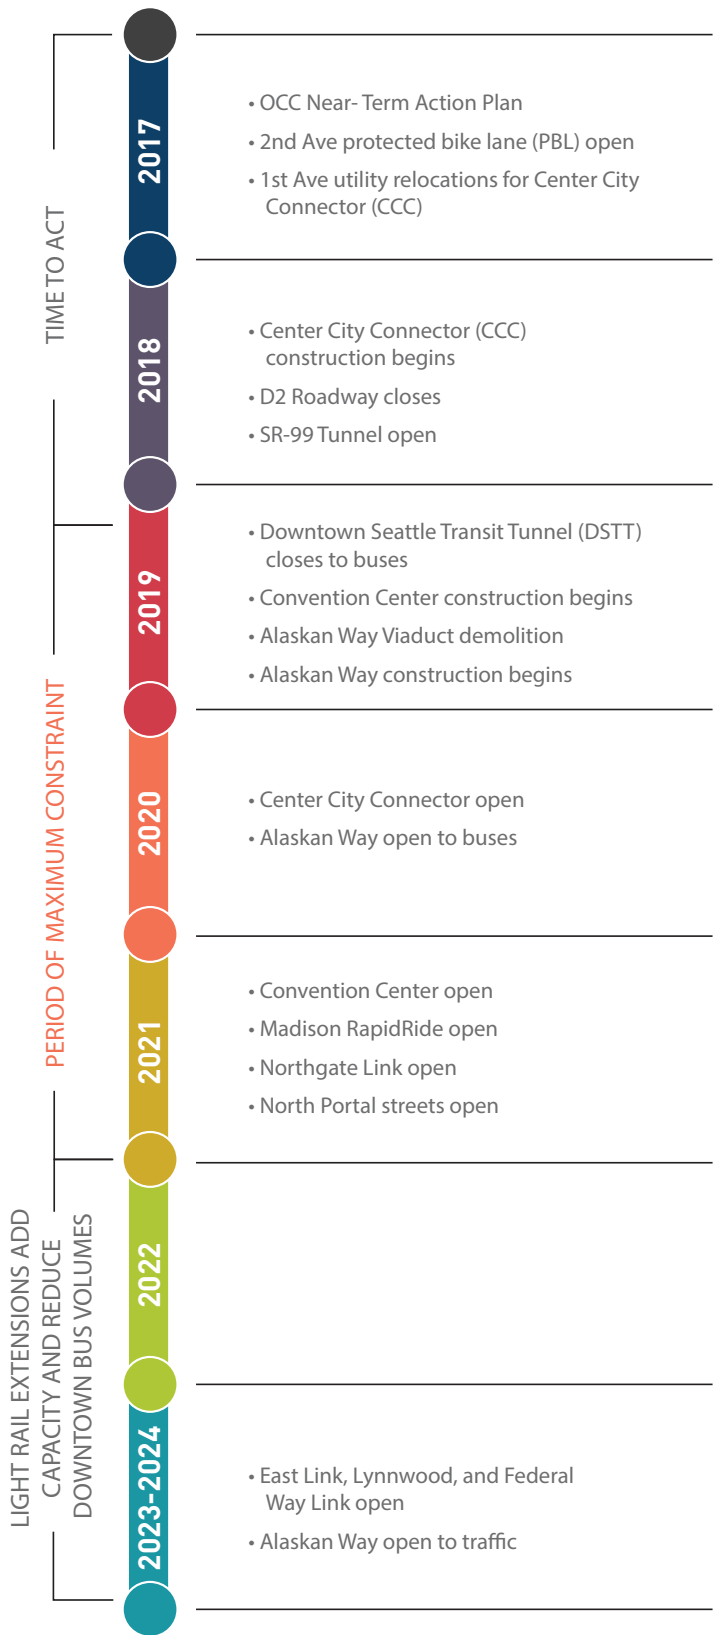 TIME TO ACT
2017
• OCC Near- Term Action Plan
• 2nd Ave protected bike lane (PBL) open
• 1st Ave utility relocations for Center City
Connector (CCC)
2018
• Center City Connector (CCC)
construction begins
• D2 Roadway closes
• SR-99 Tunnel open
PERIOD OF MAXIMUM CONSTRAINT
2019
• Downtown Seattle Transit Tunnel (DSTT)
closes to buses
• Convention Center construction begins
• Alaskan Way Viaduct demolition
• Alaskan Way construction begins
2020
• Center City Connector open
• Alaskan Way open to buses
2021
• Convention Center open
• Madison RapidRide open
• Northgate Link open
• North Portal streets open
LIGHT RAIL EXTENSIONS ADD
CAPACITY AND REDUCE
DOWNTOWN BUS VOLUMES
2022
2023-2024
• East Link, Lynnwood, and Federal
Way Link open
• Alaskan Way open to traffic